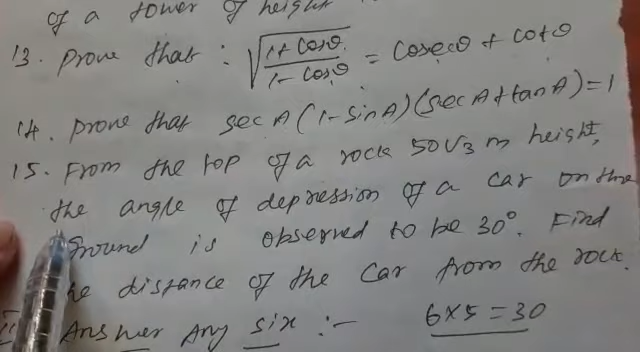 of a tower of height
13. prove that : √(1+Cosθ / 1-Cosθ) = Cosecθ + Cotθ
14. prove that sec A (1-sinA) (secA+tanA)=1
15. From the top of a rock 50√3 m height,
the angle of depression of a car on the
Ground is observed to be 30°. Find
the distance of the car from the rock.
Answer Any six :- 6x5=30